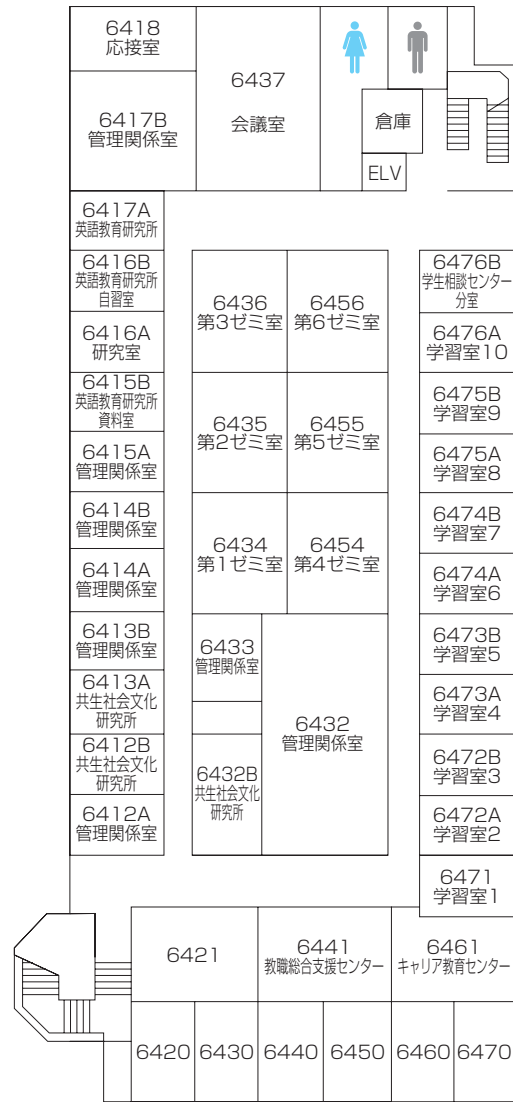 6418
応接室
6437
会議室
6417B
管理関係室
倉庫
ELV
6417A
英語教育研究所
6416B
英語教育研究所
自習室
6416A
研究室
6415B
英語教育研究所
資料室
6415A
管理関係室
6414B
管理関係室
6414A
管理関係室
6413B
管理関係室
6413A
共生社会文化
研究所
6412B
共生社会文化
研究所
6412A
管理関係室
6436
第3ゼミ室
6456
第6ゼミ室
6435
第2ゼミ室
6455
第5ゼミ室
6434
第1ゼミ室
6454
第4ゼミ室
6433
管理関係室
6432
管理関係室
6432B
共生社会文化
研究所
6476B
学生相談センター
分室
6476A
学習室10
6475B
学習室9
6475A
学習室8
6474B
学習室7
6474A
学習室6
6473B
学習室5
6473A
学習室4
6472B
学習室3
6472A
学習室2
6471
学習室1
6421
6441
教職総合支援センター
6461
キャリア教育センター
6420
6430
6440
6450
6460
6470